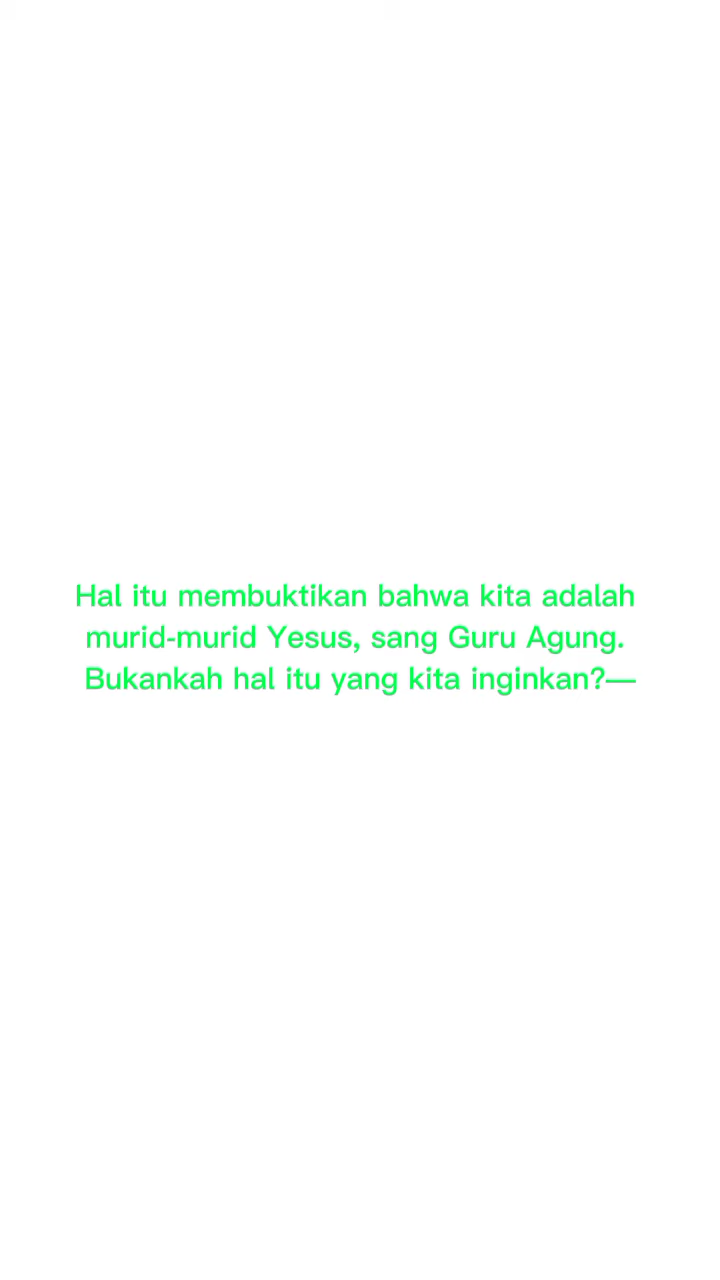 Hal itu membuktikan bahwa kita adalah
murid-murid Yesus, sang Guru Agung.
Bukankah hal itu yang kita inginkan?—